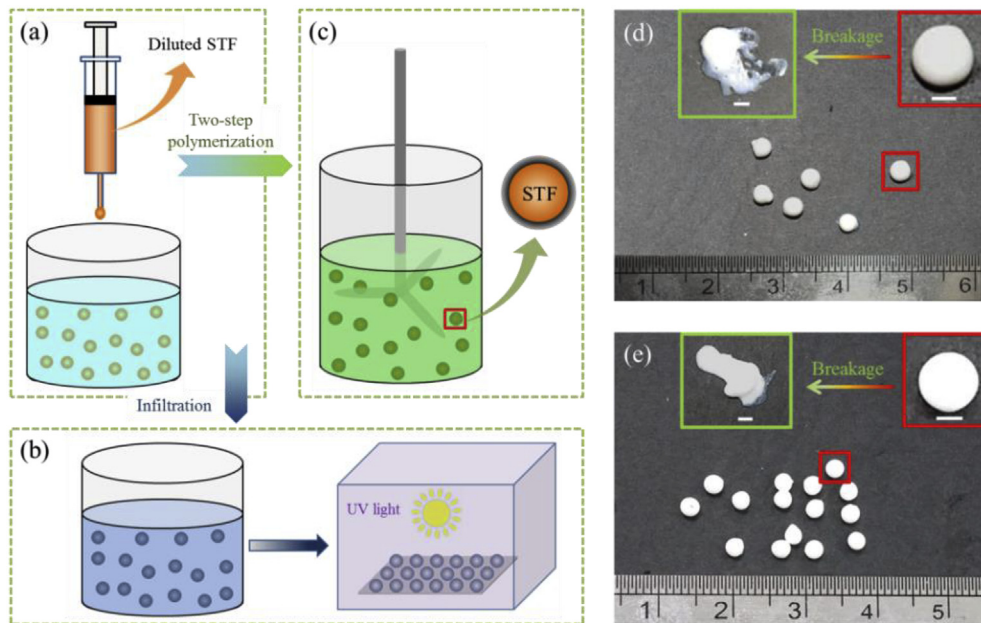 (a)
Diluted STF
Two-step
polymerization
Infiltration
(c)
STF
(b)
UV light
(d)
Breakage
1 2 3 4 5 6
(e)
Breakage
1 2 3 4 5